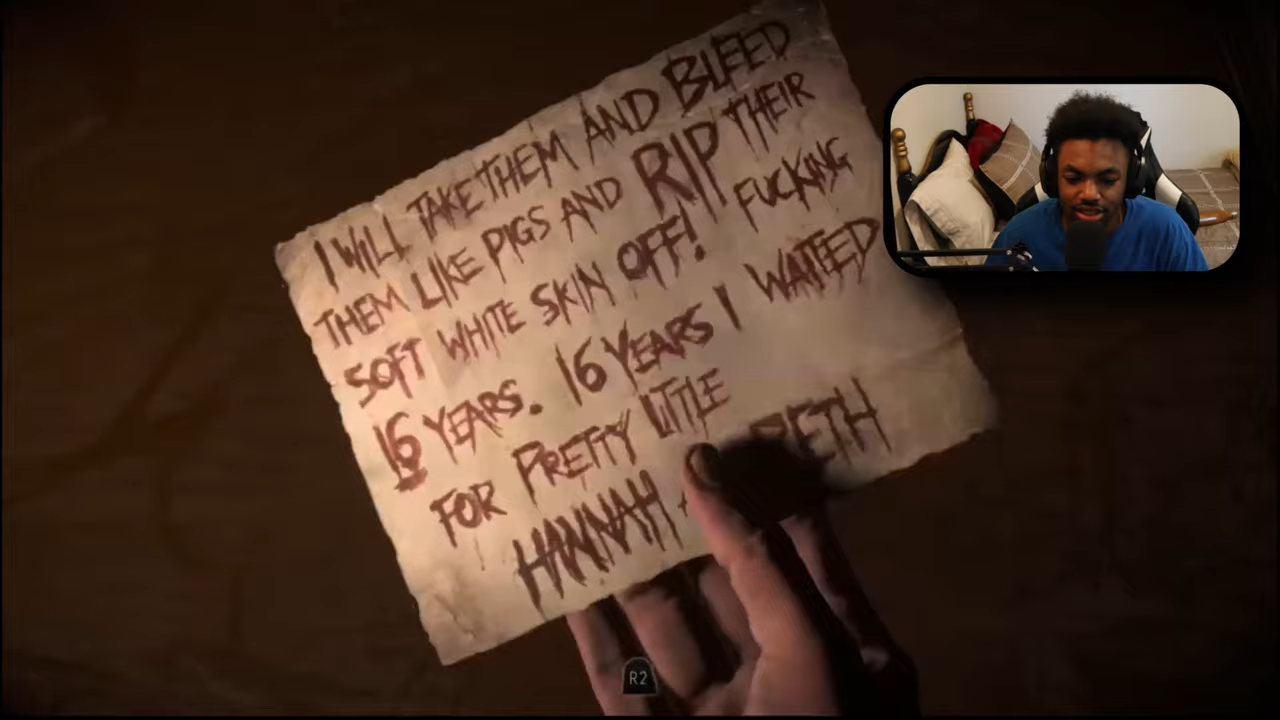 I WILL TAKE THEM AND BLEED
THEM LIKE PIGS AND RIP THEIR
SOFT WHITE SKIN OFF! FUCKING
16 YEARS. 16 YEARS I WAITED
FOR PRETTY LITTLE
HANNAH BETH
R2